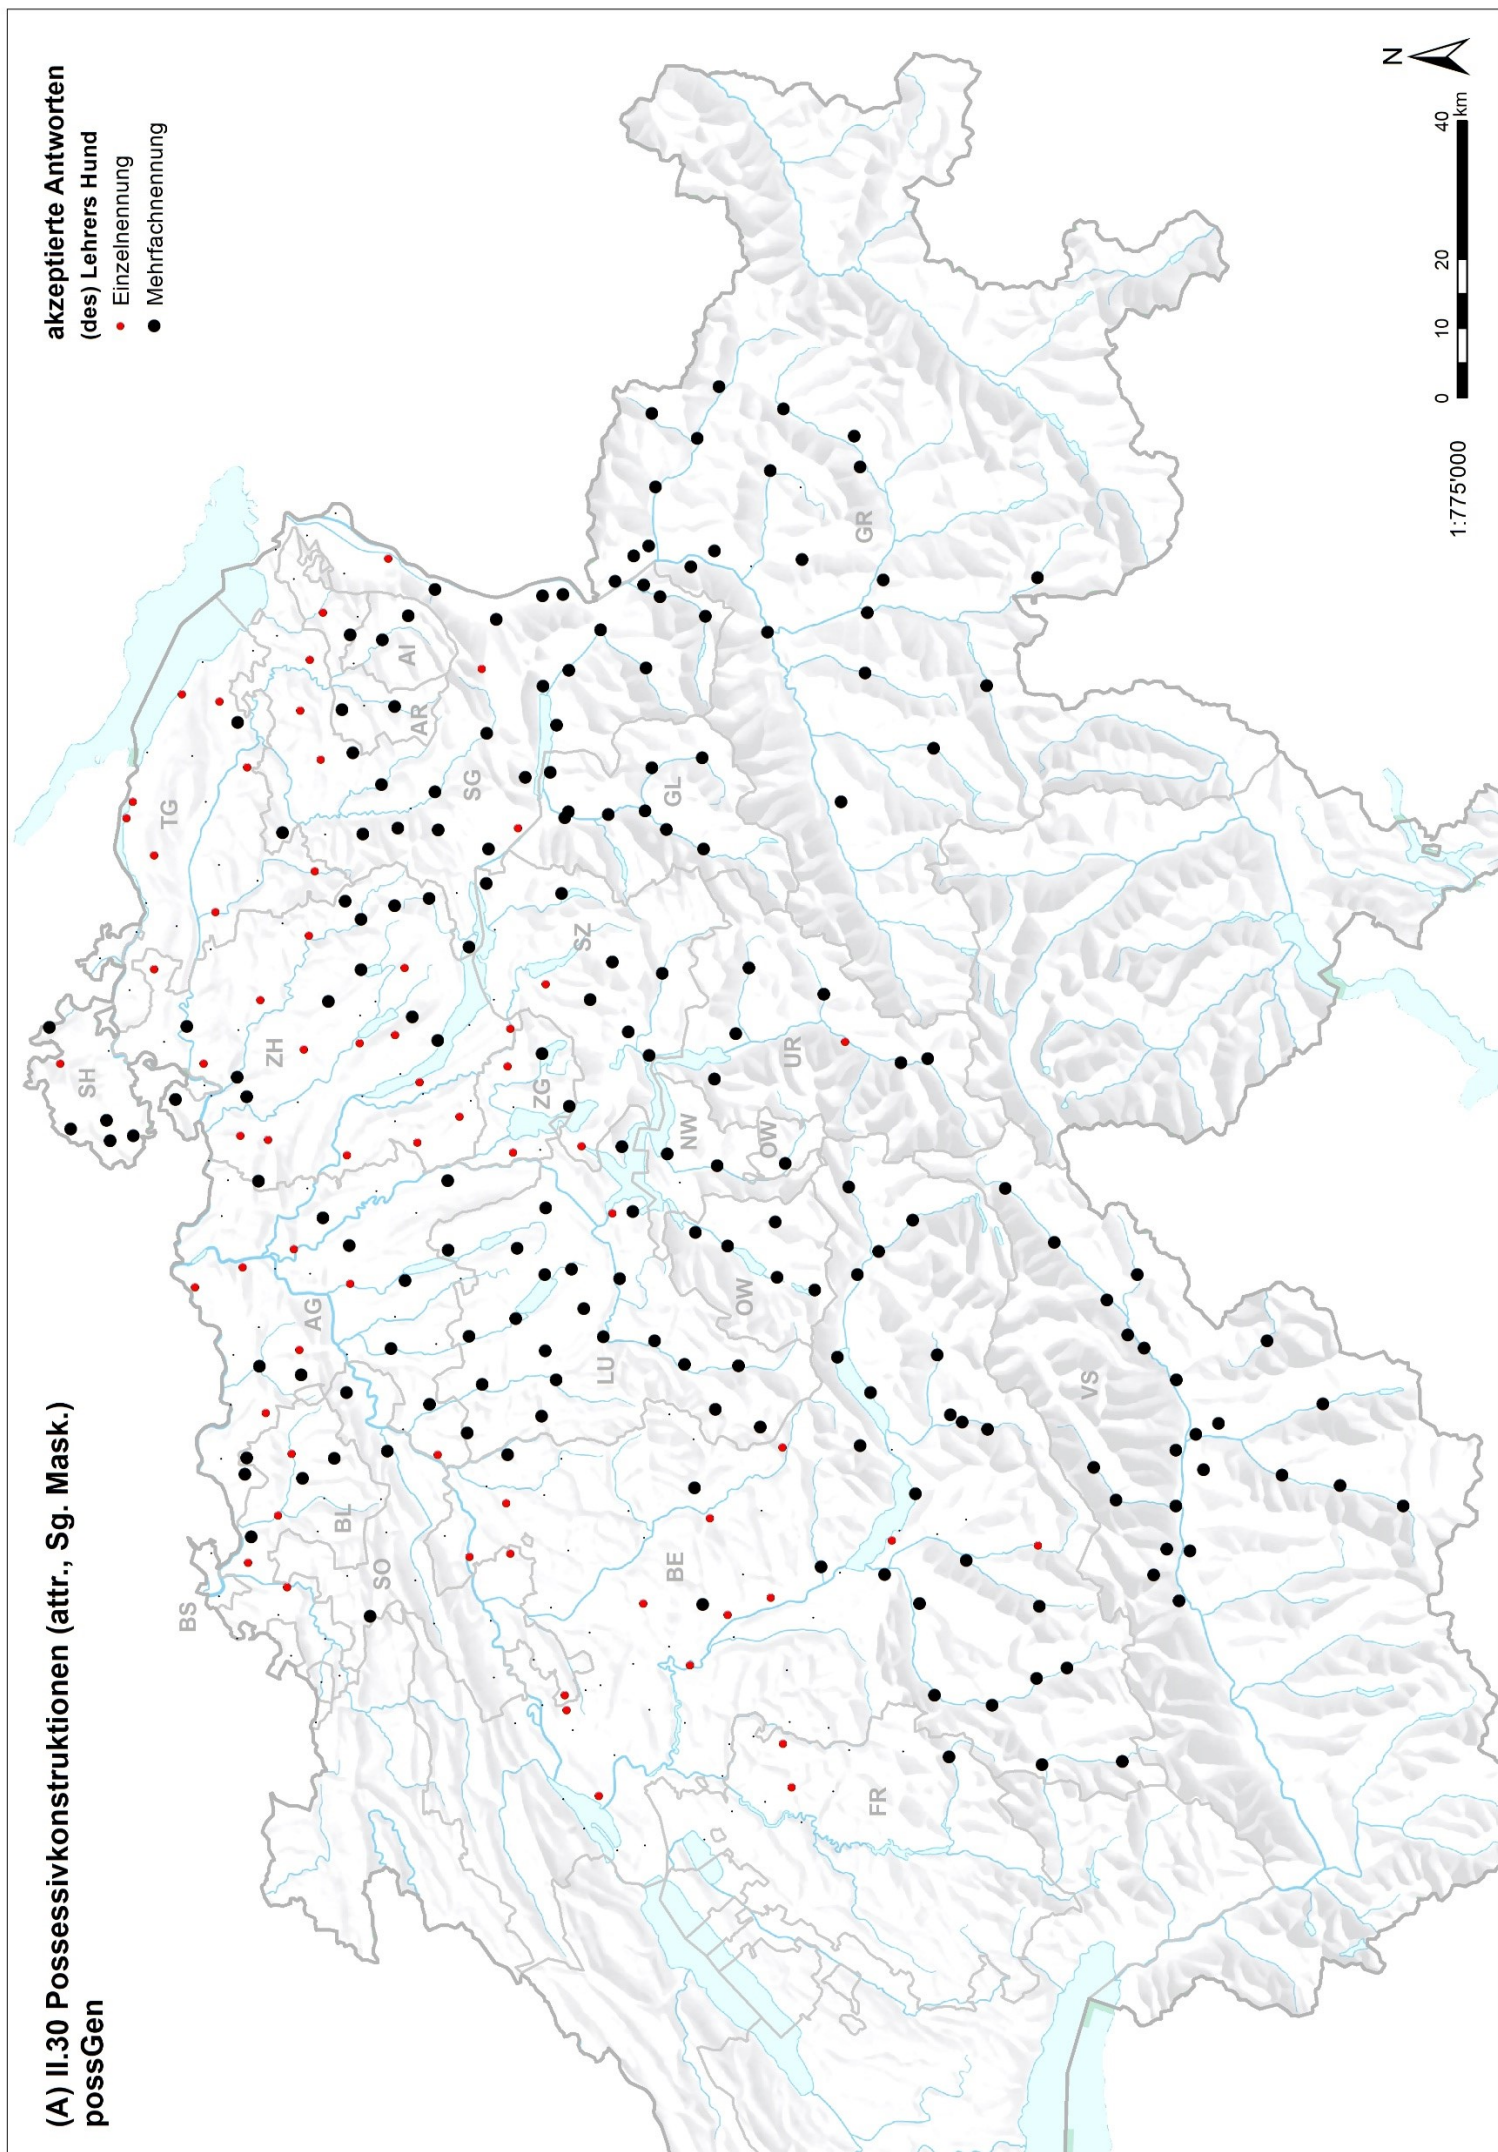 (A) II.30 Possessivkonstruktionen (attr., Sg. Mask.)
possGen
akzeptierte Antworten
(des) Lehrers Hund
Einzelnennung
Mehrfachnennung
SH
BS
TG
ZH
AG
BL
SO
AI
AR
SG
ZG
SZ
GL
LU
NW
OW
OW
UR
BE
GR
FR
VS
N
0 10 20 40
km
1:775'000